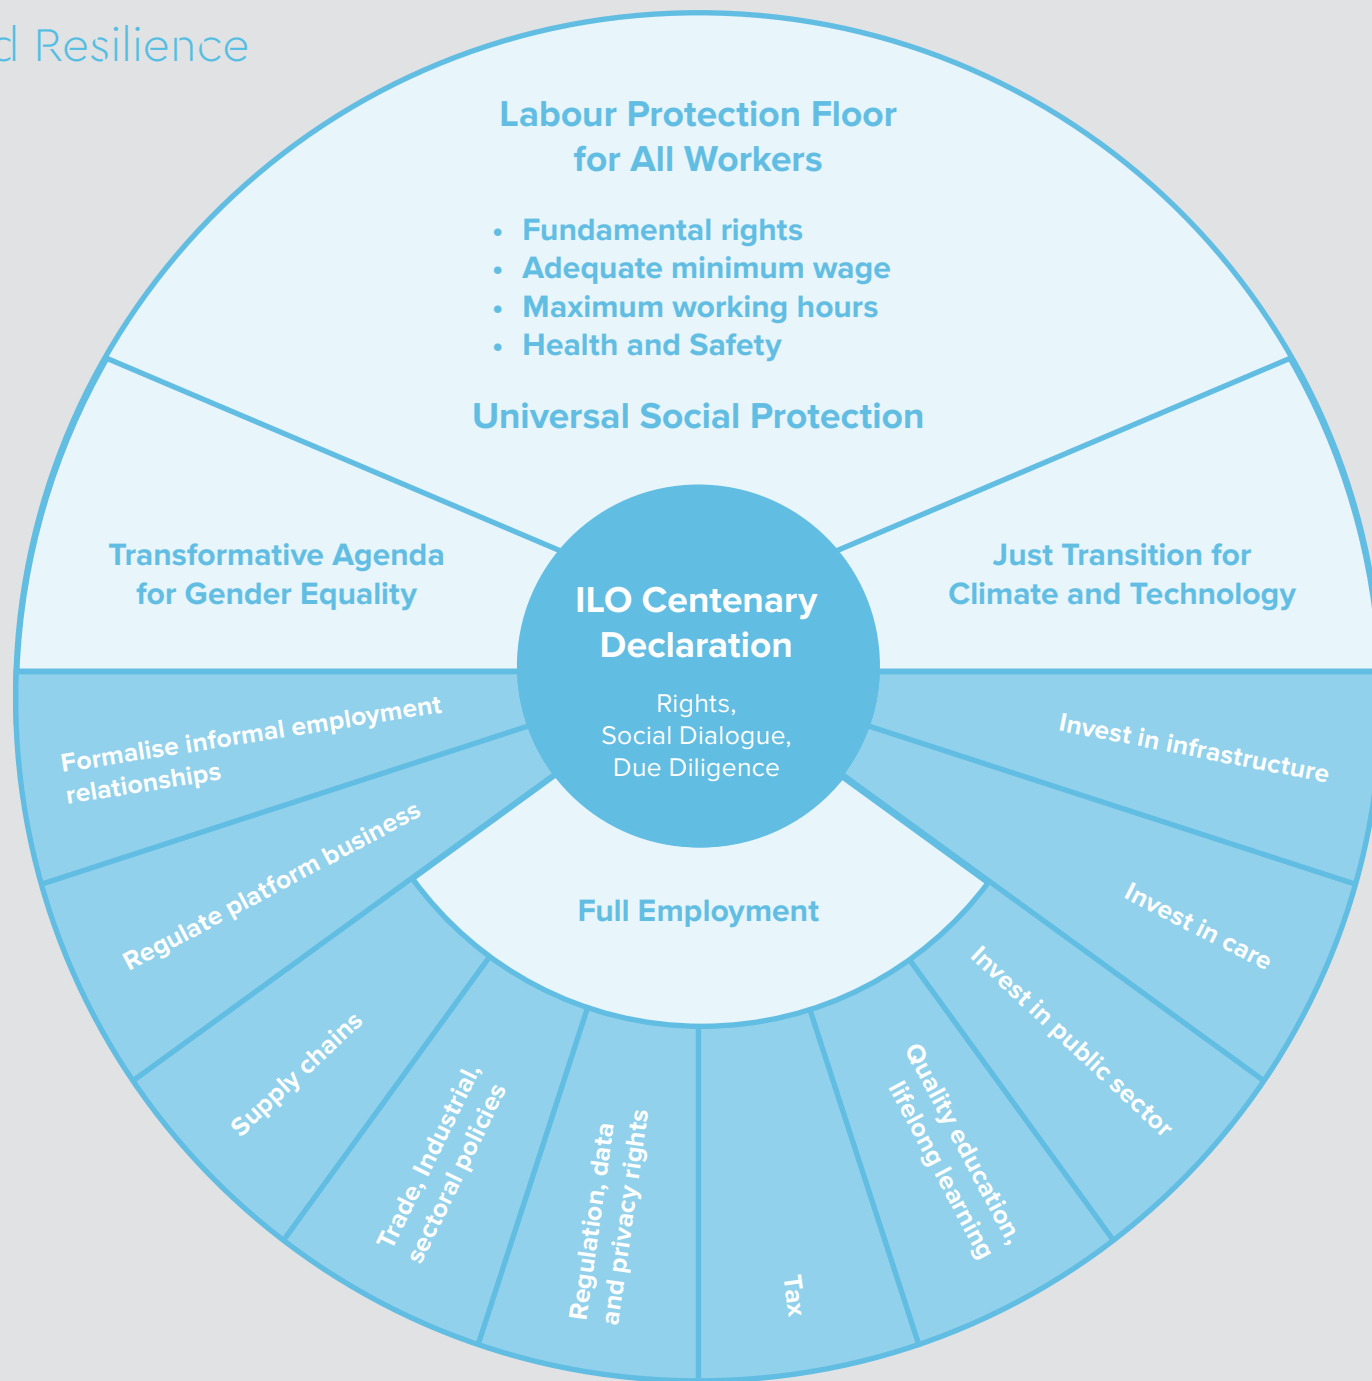 d Resilience
Labour Protection Floor
for All Workers
• Fundamental rights
• Adequate minimum wage
• Maximum working hours
• Health and Safety
Universal Social Protection
Transformative Agenda
for Gender Equality
Just Transition for
Climate and Technology
ILO Centenary
Declaration
Rights,
Social Dialogue,
Due Diligence
Full Employment
Formalise informal employment
relationships
Regulate platform business
Supply chains
Trade, Industrial,
sectoral policies
Regulation, data
and privacy rights
Tax
Quality education,
lifelong learning
Invest in public sector
Invest in care
Invest in infrastructure